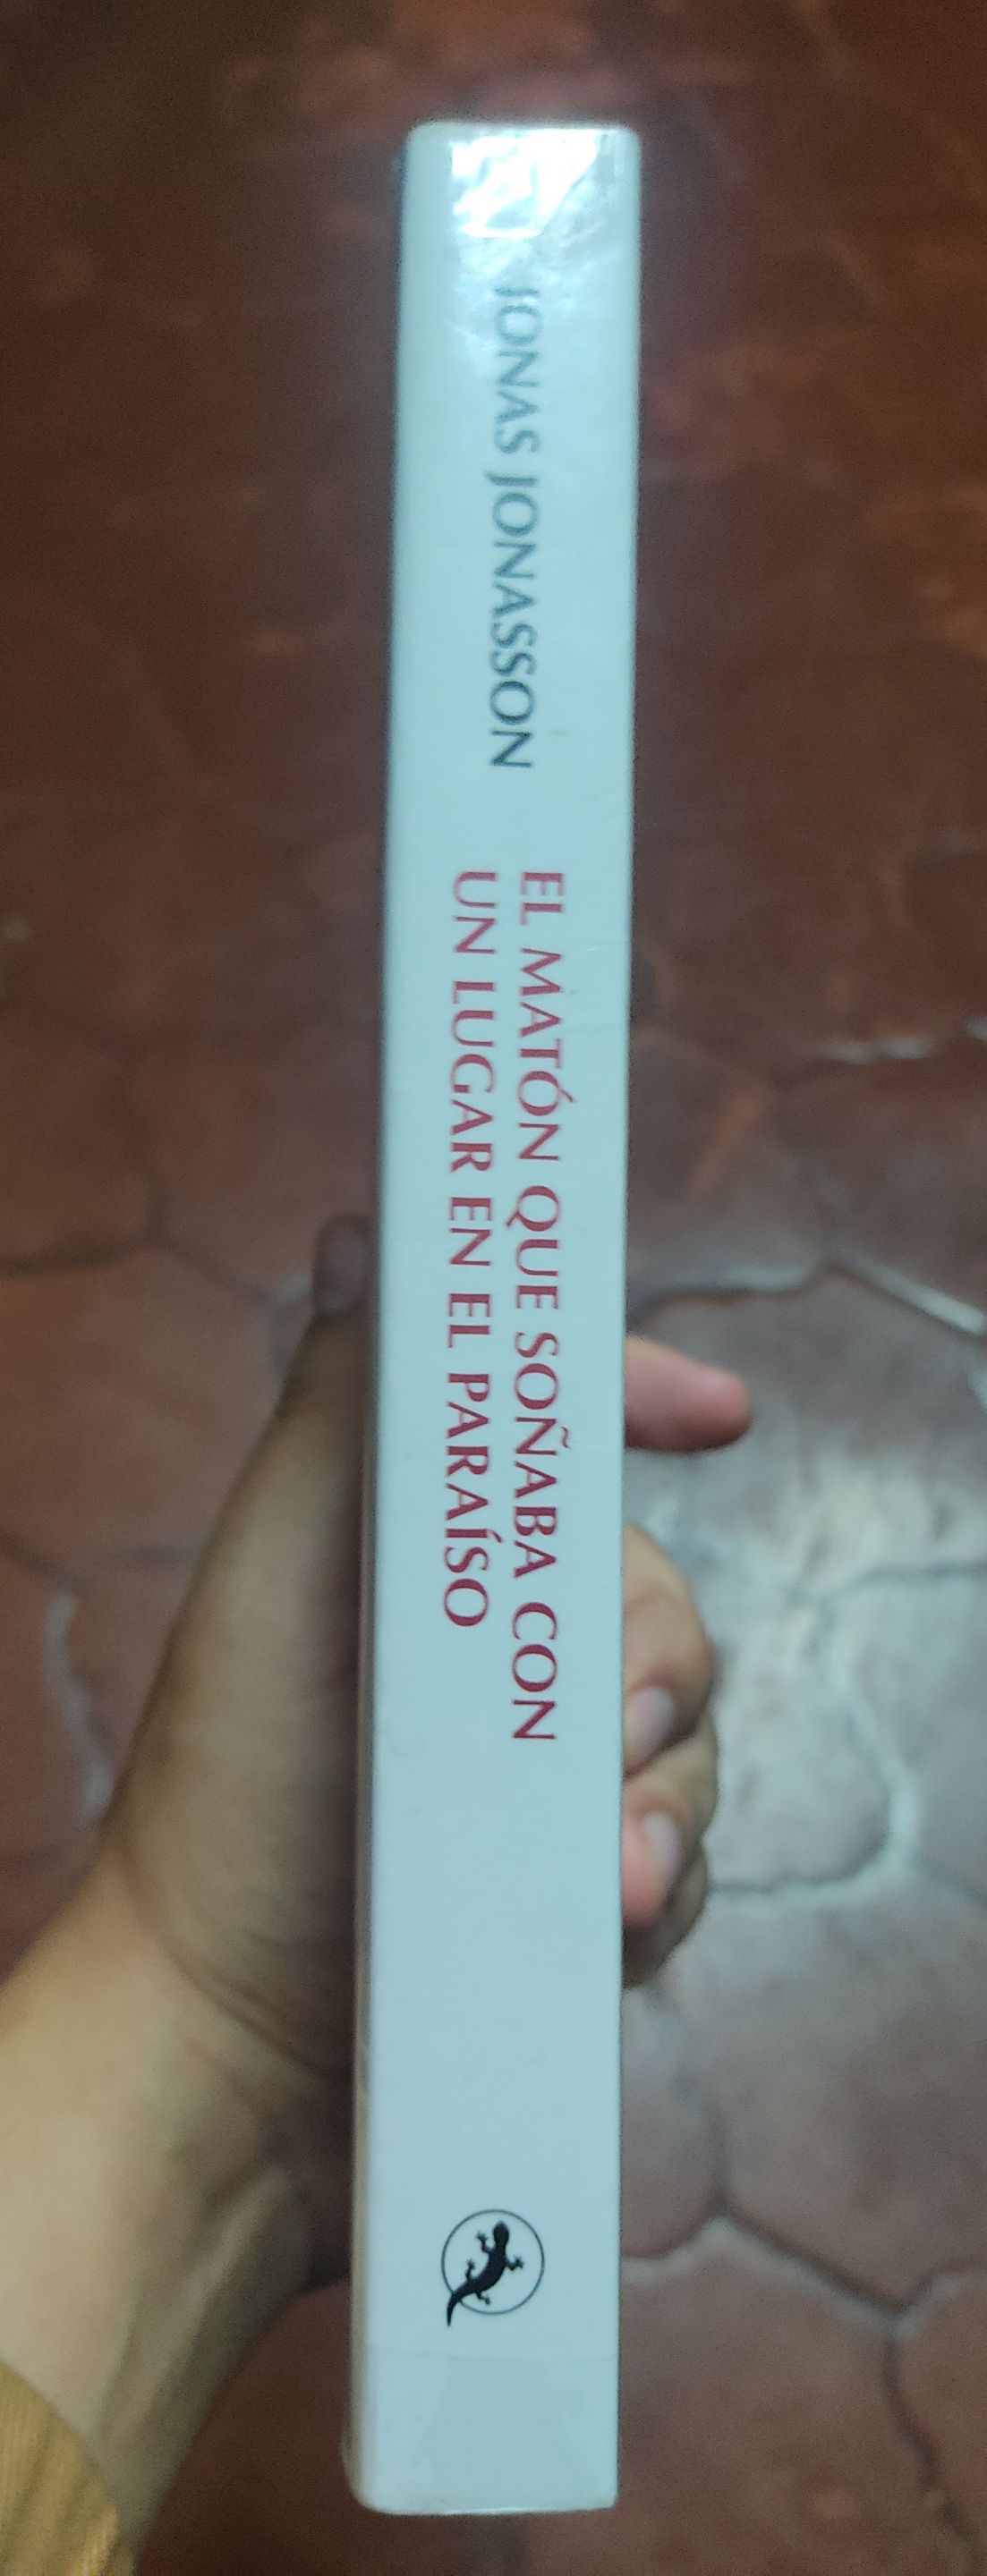 JONAS JONASSON
EL MATÓN QUE SOÑABA CON
UN LUGAR EN EL PARAÍSO